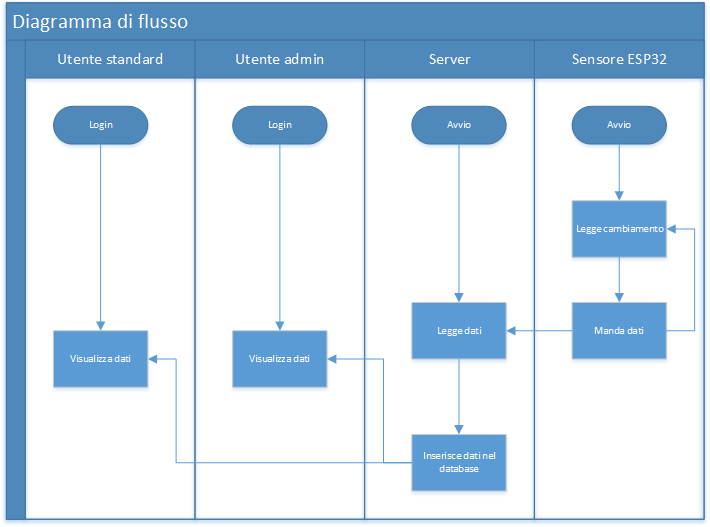 Diagramma di flusso
Utente standard
Utente admin
Server
Sensore ESP32
Login
Login
Avvio
Avvio
Legge cambiamento
Legge dati
Manda dati
Visualizza dati
Visualizza dati
Inserisce dati nel
database